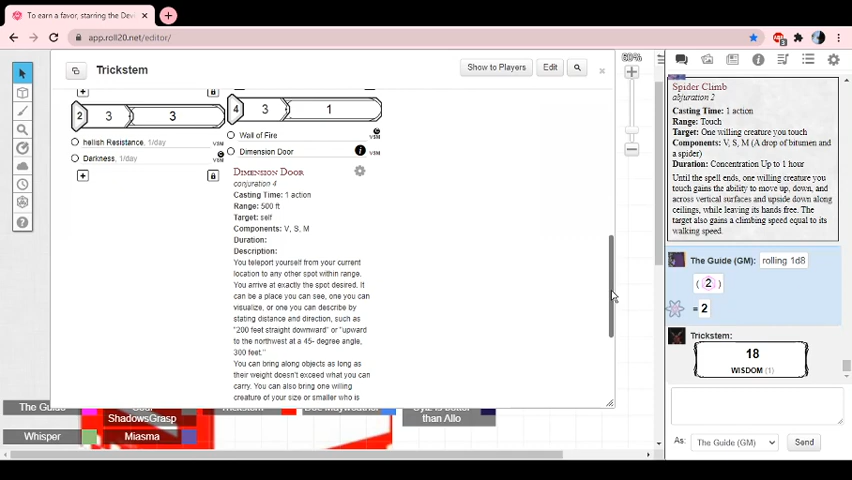 To earn a favor, starring the Dev
app.roll20.net/editor/
Trickstem
Show to Players
Edit
60%
2
3
3
hellish Resistance, 1/day
VSM
Darkness, 1/day
VSM
4
3
1
Wall of Fire
VSM
Dimension Door
VSM
DIMENSION DOOR
conjuration 4
Casting Time: 1 action
Range: 500 ft
Target: self
Components: V, S, M
Duration:
Description:
You teleport yourself from your current
location to any other spot within range.
You arrive at exactly the spot desired. It
can be a place you can see, one you can
visualize, or one you can describe by
stating distance and direction, such as
"200 feet straight downward" or "upward
to the northwest at a 45- degree angle,
300 feet."
You can bring along objects as long as
their weight doesn't exceed what you can
carry. You can also bring one willing
creature of your size or smaller who is
The Guide
ShadowsGrasp
than Allo
Whisper
Miasma
Spider Climb
abjuration 2
Casting Time: 1 action
Range: Touch
Target: One willing creature you touch
Components: V, S, M (A drop of bitumen and
a spider)
Duration: Concentration Up to 1 hour
Until the spell ends, one willing creature you
touch gains the ability to move up, down, and
across vertical surfaces and upside down along
ceilings, while leaving its hands free. The
target also gains a climbing speed equal to its
walking speed.
The Guide (GM):
rolling 1d8
( 2 )
= 2
Trickstem:
18
WISDOM (1)
As:
The Guide (GM)
Send